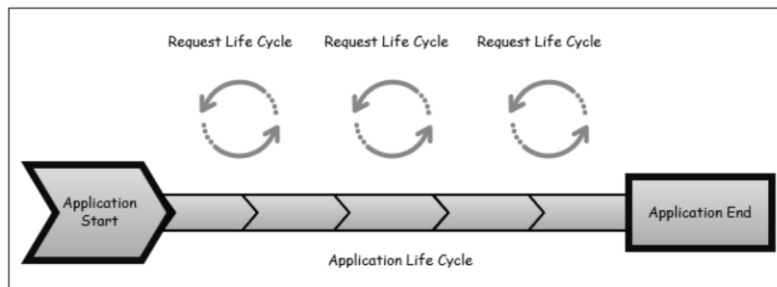 Request Life Cycle Request Life Cycle Request Life Cycle
Application
Start
Application End
Application Life Cycle